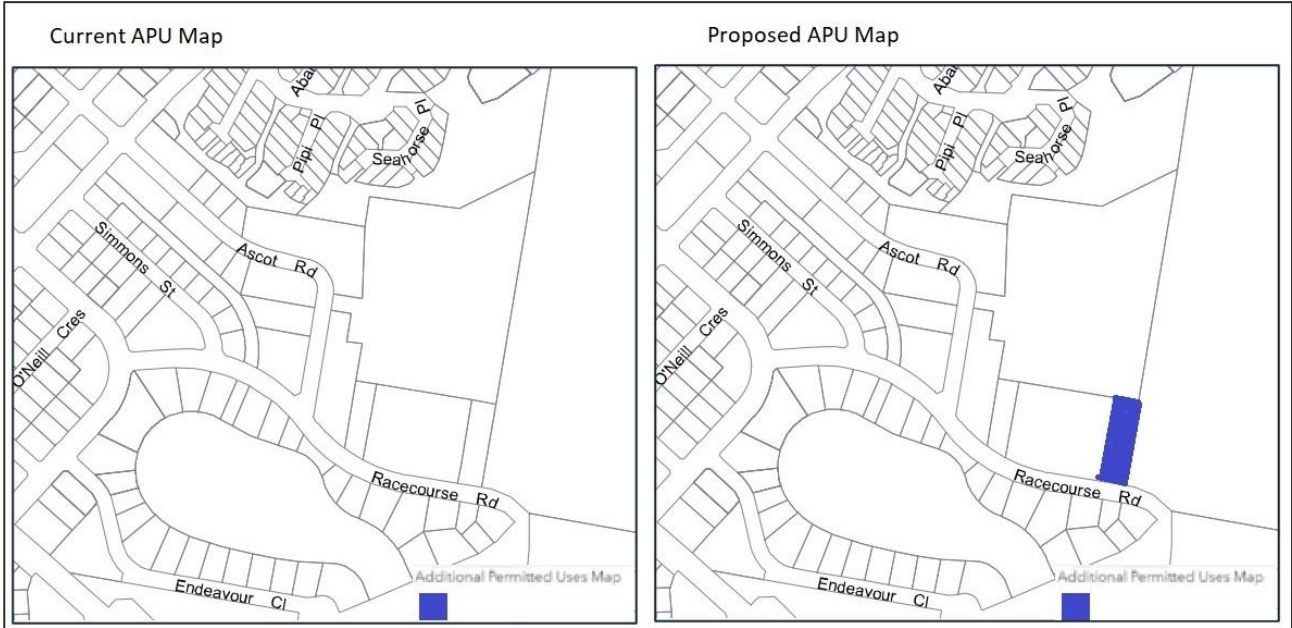 Current APU Map
Proposed APU Map
Abal
Pipi Pl
Seahorse Pl
Simmons St
Ascot Rd
O'Neill Cres
Racecourse Rd
Additional Permitted Uses Map
Endeavour Cl
Abal
Pipi Pl
Seahorse Pl
Simmons St
Ascot Rd
O'Neill Cres
Racecourse Rd
Additional Permitted Uses Map
Endeavour Cl